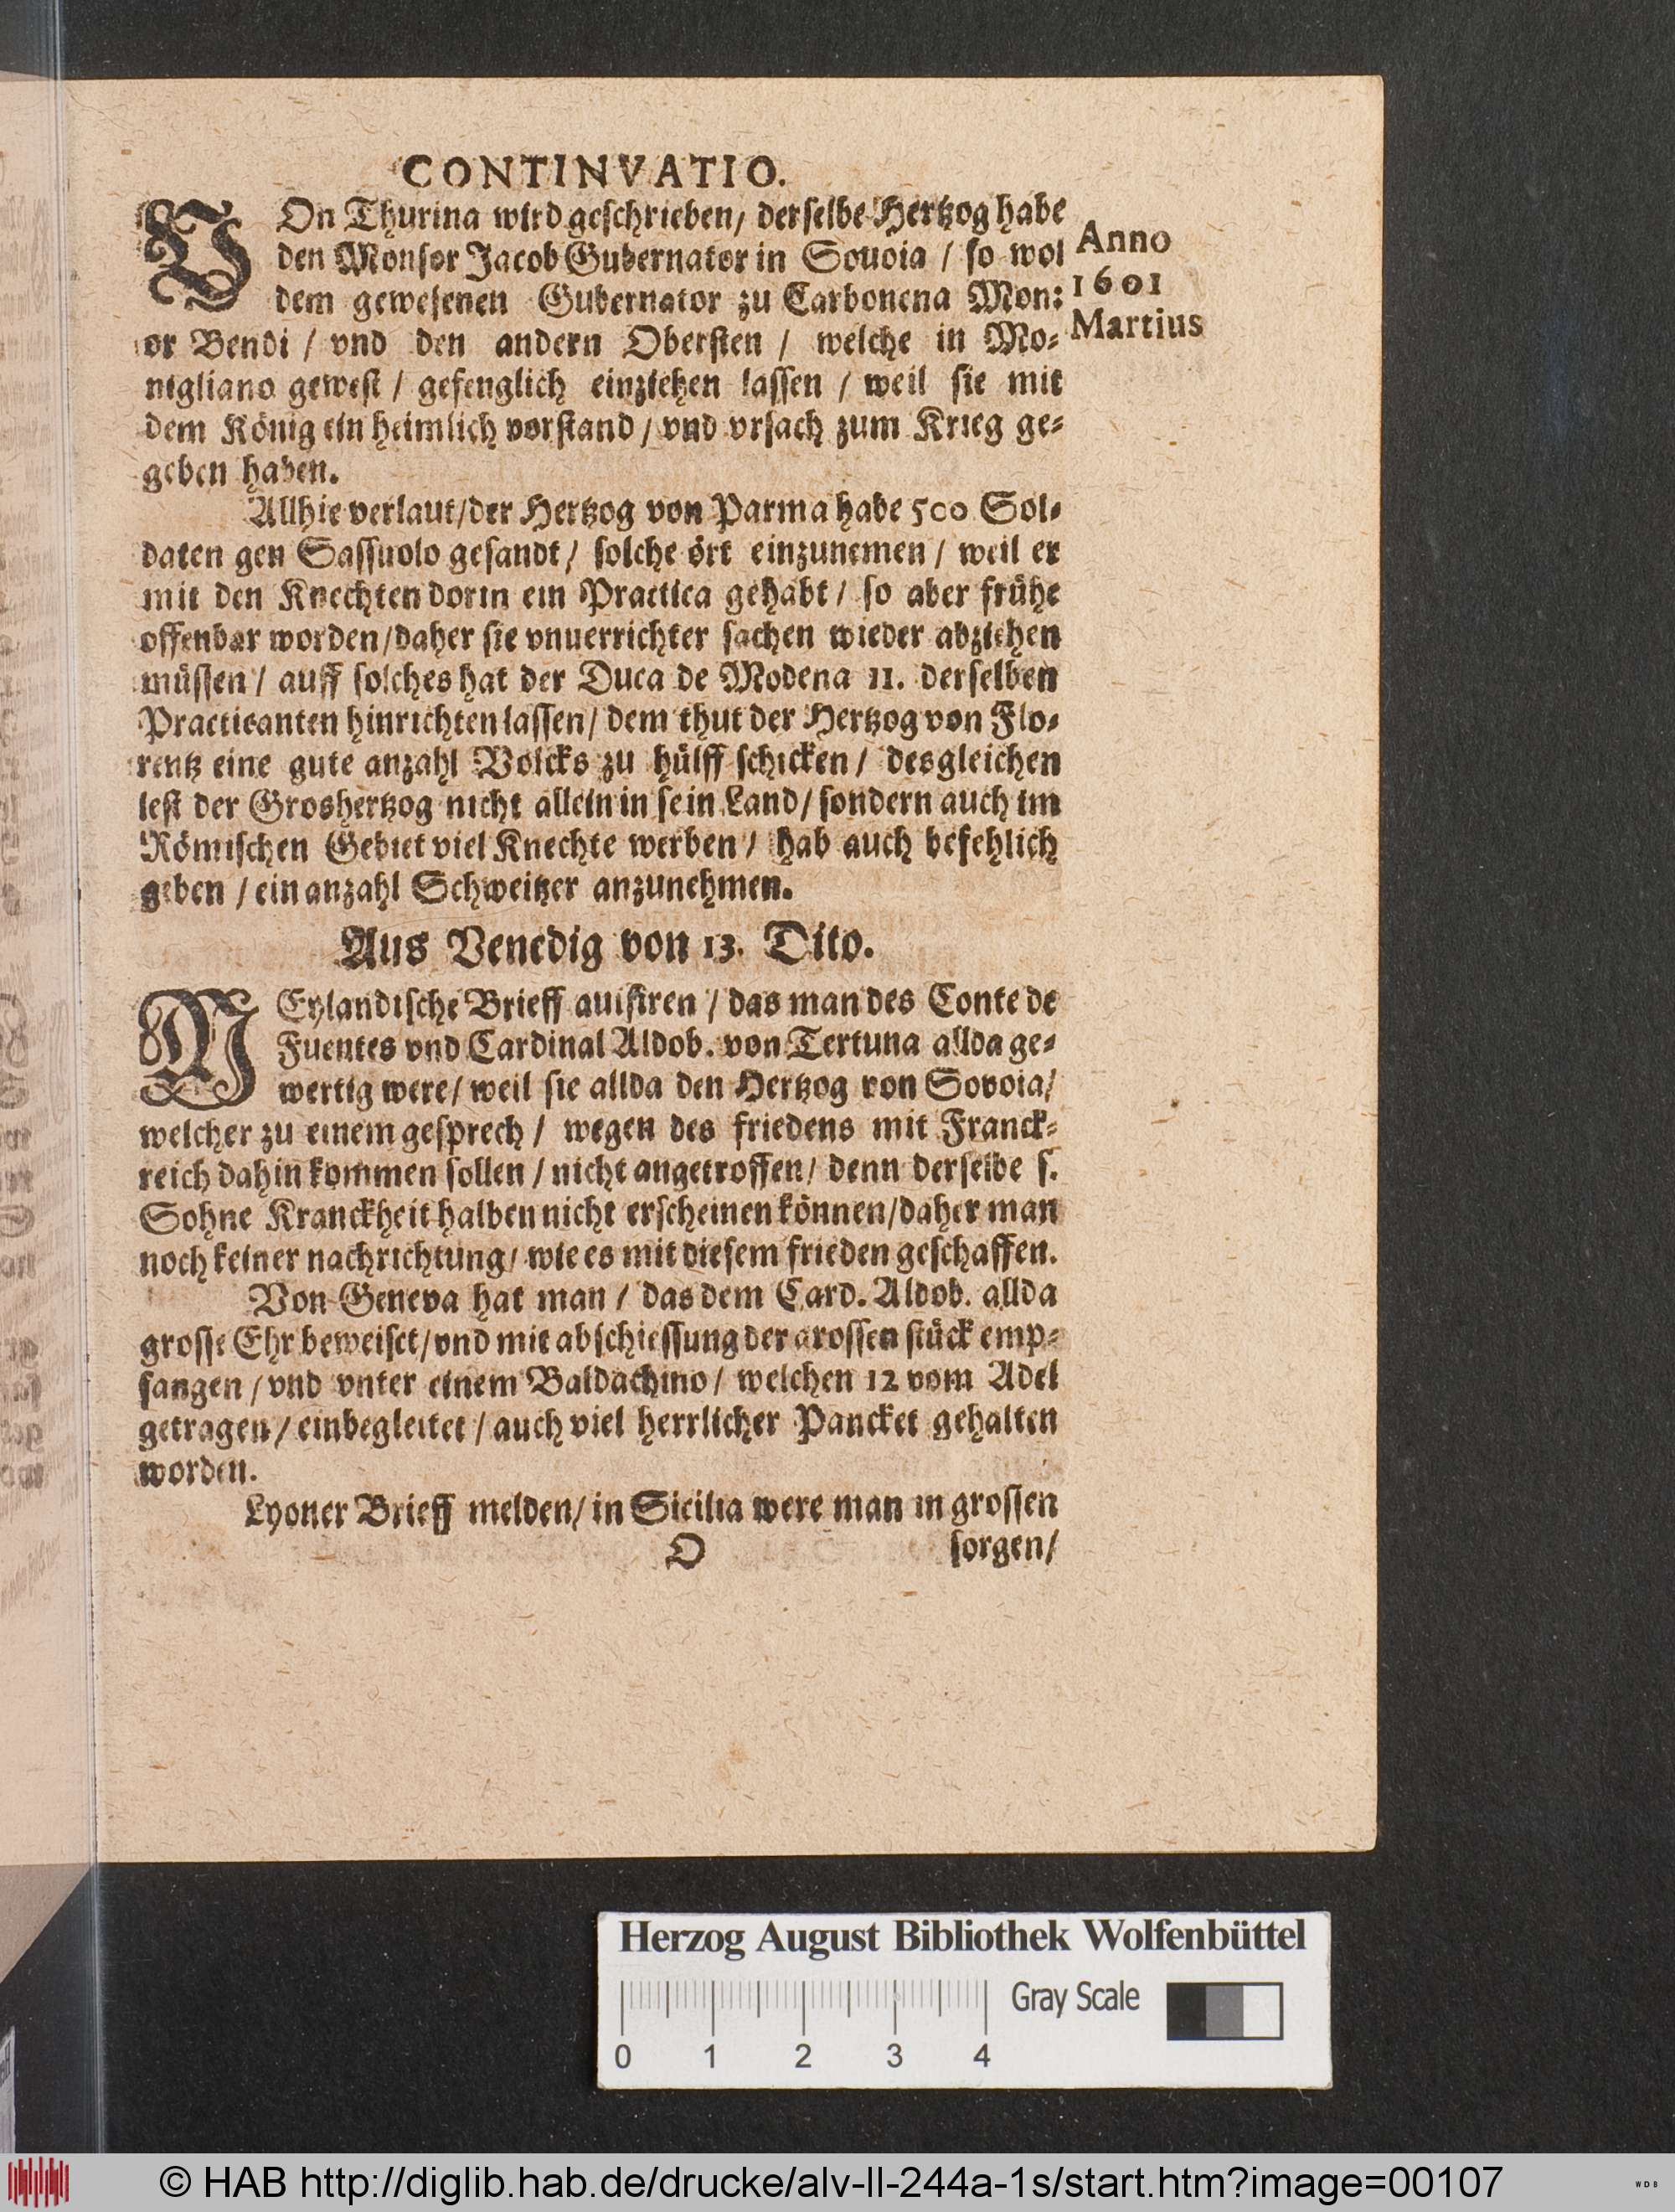 CONTINVATIO.
VOn Thurina wird geschrieben/ derselbe Hertzog habe
den Monsor Jacob Gubernator in Souoia / so wol
dem gewesenen Gubernator zu Carbonena Mon:
or Bendi / vnd den andern Obersten / welche in Mo-
nigliano gewest / gefenglich einziehen lassen / weil sie mit
dem König ein heimlich vorstand / vnd vrsach zum Krieg ge-
geben haben.
Anno
1601
Martius
Allhie verlaut/der Hertzog von Parma habe 500 Sol-
daten gen Sassuolo gesandt / solche ört einzunemen / weil er
mit den Knechten dorin ein Practica gehabt / so aber frühe
offenbar worden/daher sie vnuerrichter sachen wieder abziehen
müssen / auff solches hat der Duca de Modena 11. derselben
Practicanten hinrichten lassen/ dem thut der Hertzog von Flo-
rentz eine gute anzahl Volcks zu hülff schicken / desgleichen
lest der Groshertzog nicht allein in sein Land/ sondern auch im
Römischen Gebiet viel Knechte werben / hab auch befehlich
geben / ein anzahl Schweitzer anzunehmen.
Aus Venedig von 13. Dito.
MEylandische Brieff auisiren / das man des Conte de
Fuentes vnd Cardinal Aldob. von Tertuna allda ge-
wertig were/ weil sie allda den Hertzog von Sovoia/
welcher zu einem gesprech / wegen des friedens mit Franck-
reich dahin kommen sollen / nicht angetroffen/ denn derselbe s.
Sohne Kranckheit halben nicht erscheinen können/daher man
noch keiner nachrichtung/ wie es mit diesem frieden geschaffen.
Von Geneva hat man / das dem Card. Aldob. allda
grosse Ehr beweiset/vnd mit abschiessung der grossen stück emp-
fangen / vnd vnter einem Baldachino / welchen 12 vom Adel
getragen / einbegleitet / auch viel herrlicher Pancket gehalten
worden.
Lyoner Brieff melden/ in Sicilia were man in grossen
O sorgen/
Herzog August Bibliothek Wolfenbüttel
Gray Scale
0 1 2 3 4
© HAB http://diglib.hab.de/drucke/alv-ll-244a-1s/start.htm?image=00107
WDB